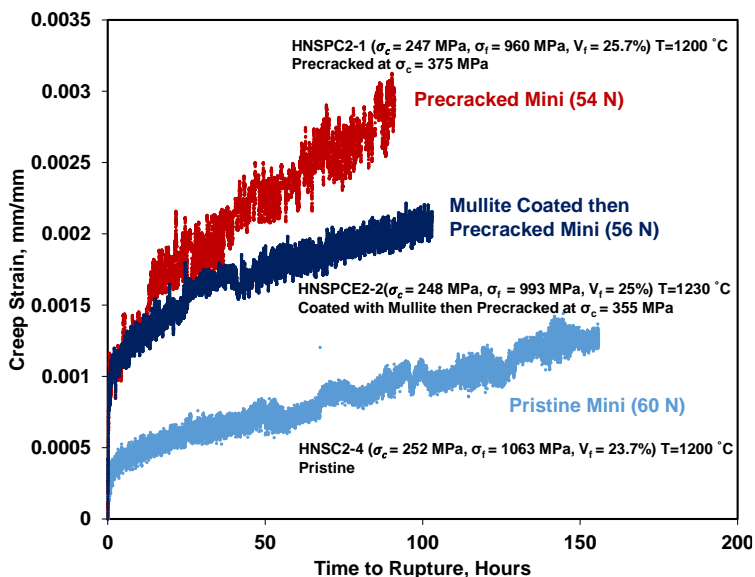 0.0035
0.003
0.0025
0.002
0.0015
0.001
0.0005
0
Creep Strain, mm/mm
HNSPC2-1 (σc = 247 MPa, σf = 960 MPa, Vf = 25.7%) T=1200 ˚C
Precracked at σc = 375 MPa
Precracked Mini (54 N)
Mullite Coated then
Precracked Mini (56 N)
HNSPCE2-2(σc = 248 MPa, σf = 993 MPa, Vf = 25%) T=1230 ˚C
Coated with Mullite then Precracked at σc = 355 MPa
Pristine Mini (60 N)
HNSC2-4 (σc = 252 MPa, σf = 1063 MPa, Vf = 23.7%) T=1200 ˚C
Pristine
0 50 100 150 200
Time to Rupture, Hours